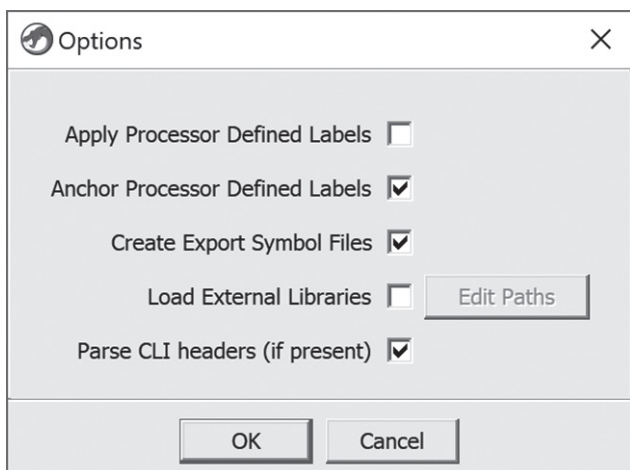 Options
Apply Processor Defined Labels
Anchor Processor Defined Labels
Create Export Symbol Files
Load External Libraries Edit Paths
Parse CLI headers (if present)
OK Cancel